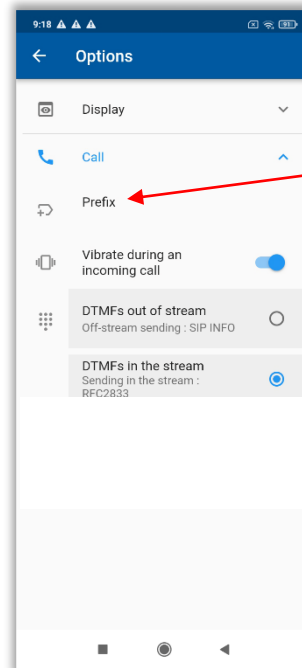 9:18
Options
Display
Call
Prefix
Vibrate during an
incoming call
DTMFs out of stream
Off-stream sending : SIP INFO
DTMFs in the stream
Sending in the stream :
RFC2833